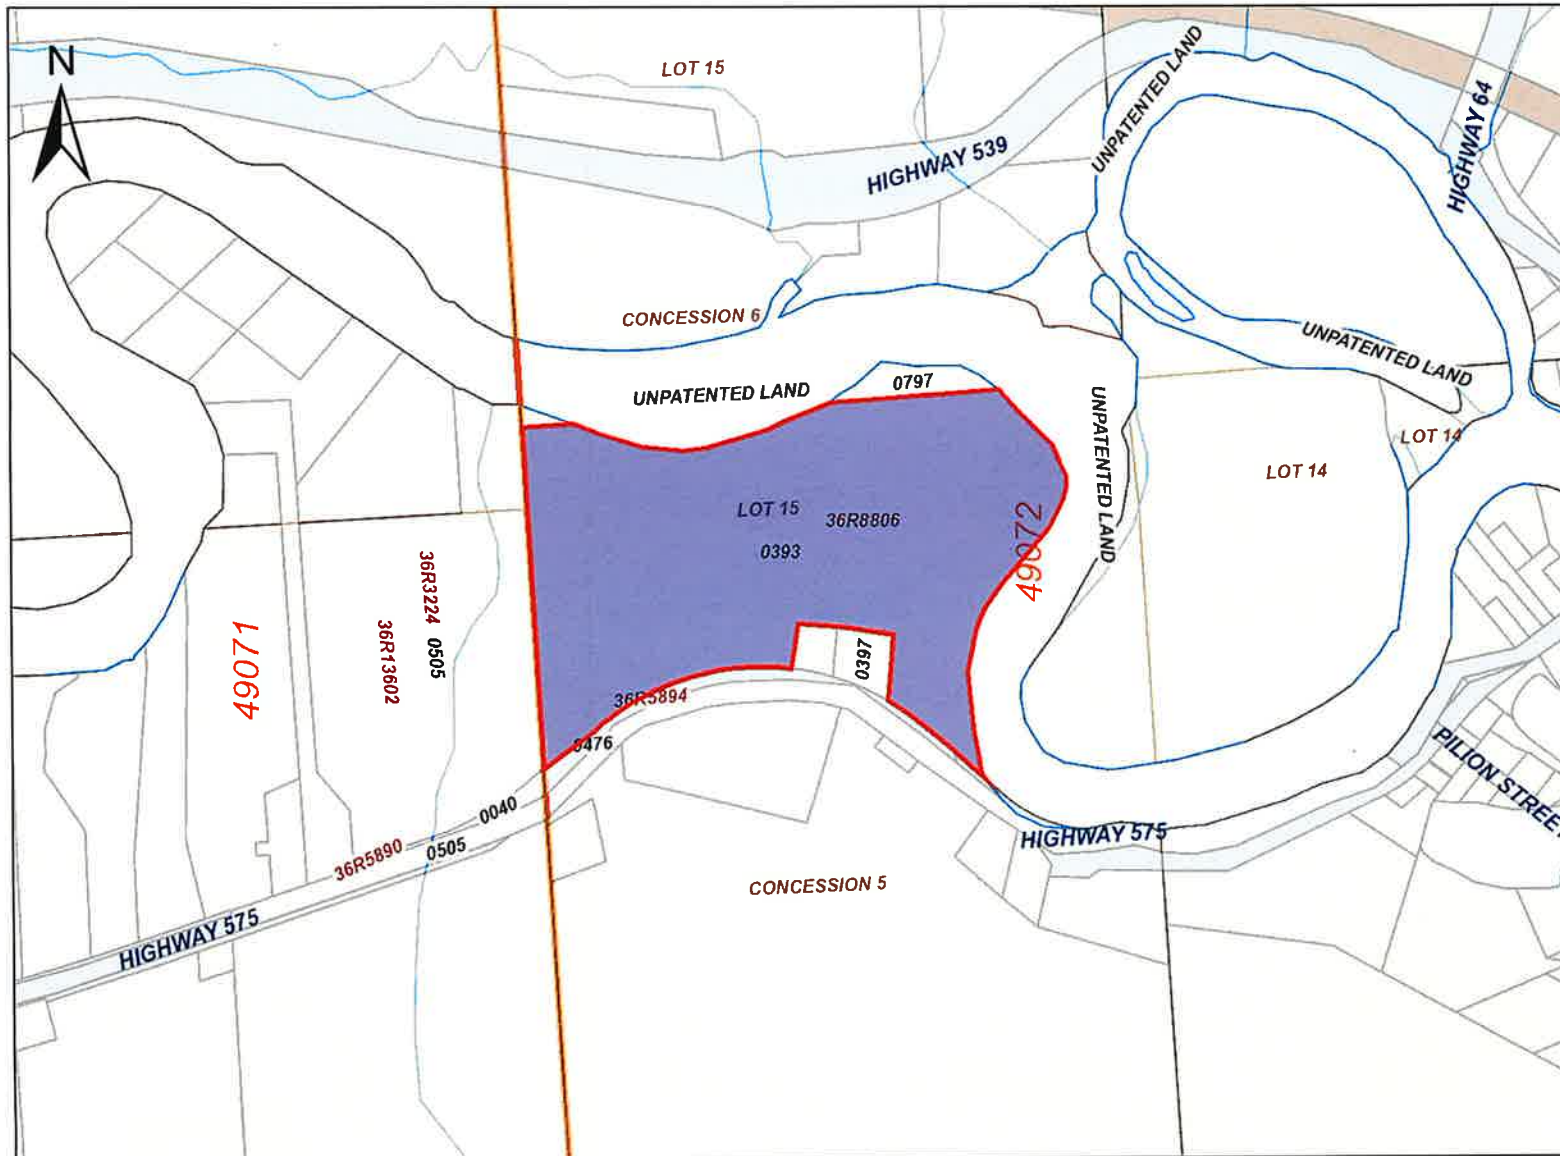 N
LOT 15
UNPATENTED LAND
HIGHWAY 64
HIGHWAY 539
CONCESSION 6
UNPATENTED LAND
UNPATENTED LAND
0797
UNPATENTED LAND
LOT 14
LOT 14
LOT 15
36R8806
0393
49072
36R3224
0505
36R13602
49071
0397
36R5894
0476
PILION STREET
0040
36R5890
0505
HIGHWAY 575
CONCESSION 5
HIGHWAY 575